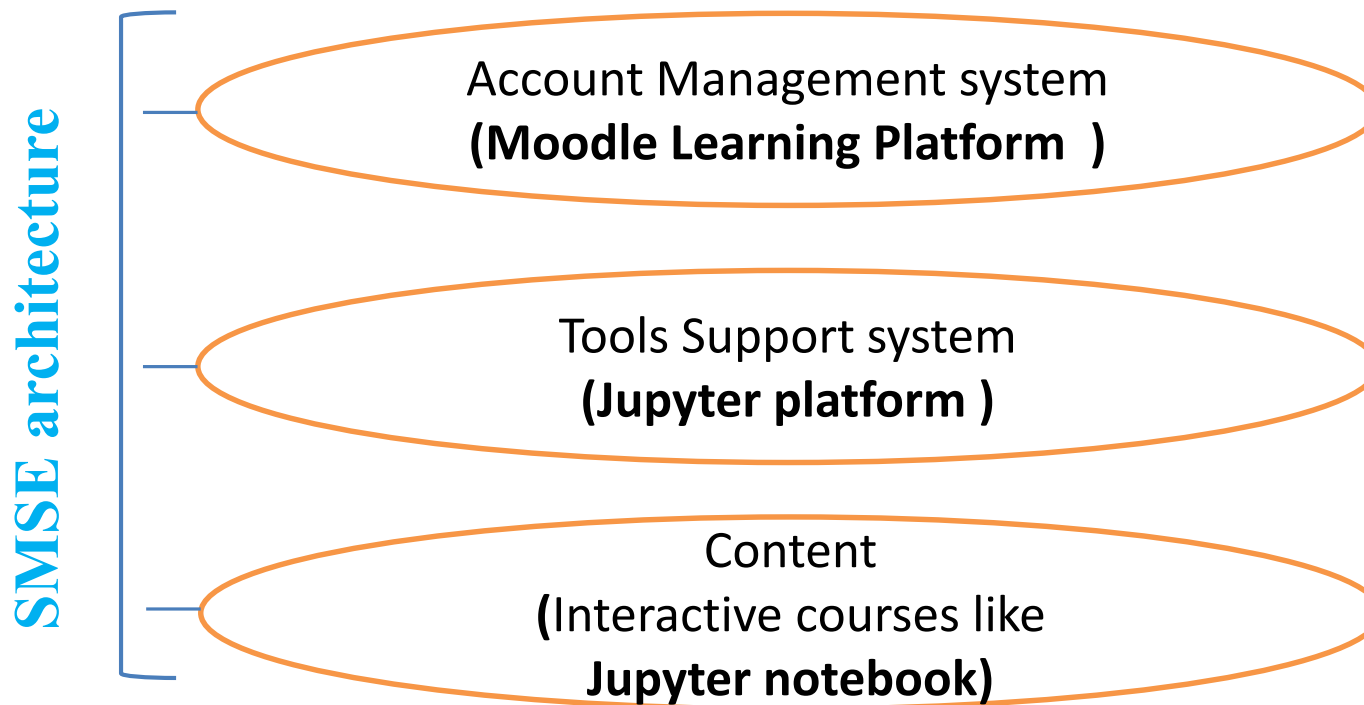 SMSE architecture
Account Management system
(Moodle Learning Platform  )
Tools Support system
(Jupyter platform )
Content
(Interactive courses like
Jupyter notebook)